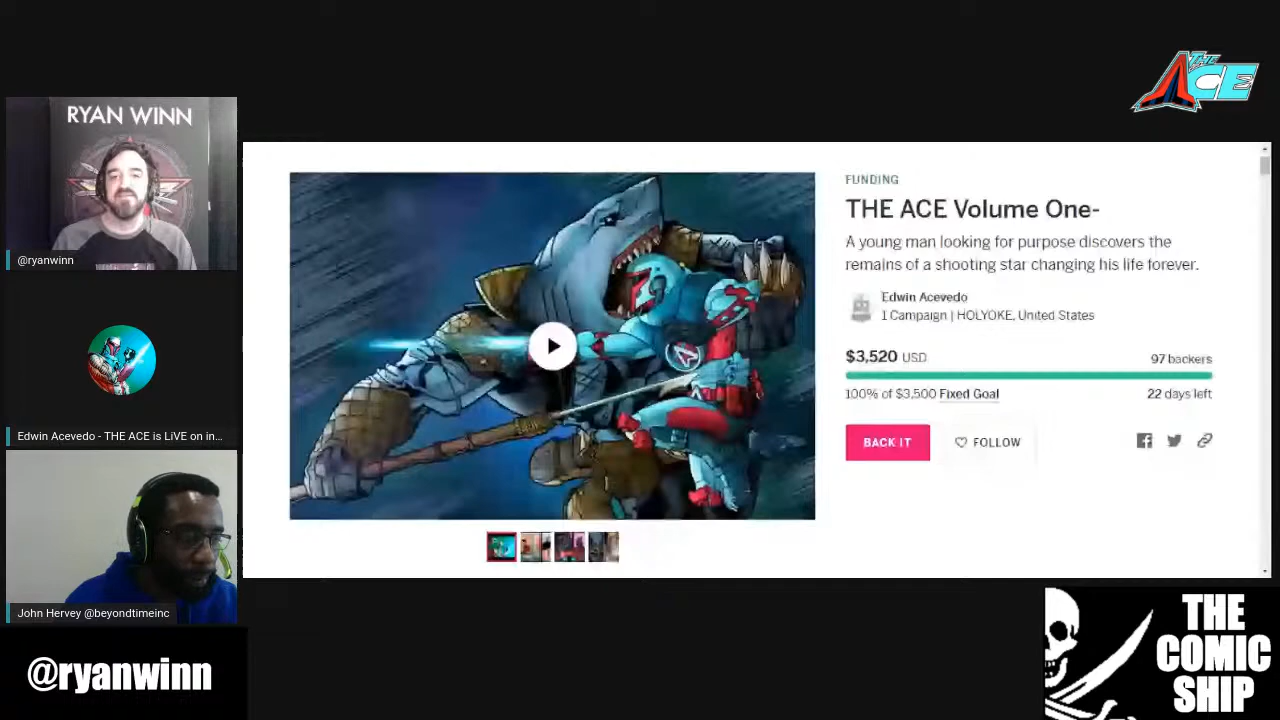 THE
ACE
RYAN WINN
@ryanwinn
Edwin Acevedo - THE ACE is LiVE on in...
John Hervey @beyondtimeinc
@ryanwinn
FUNDING
THE ACE Volume One-
A young man looking for purpose discovers the
remains of a shooting star changing his life forever.
Edwin Acevedo
1 Campaign | HOLYOKE, United States
$3,520 USD
97 backers
100% of $3,500 Fixed Goal
22 days left
BACK IT
FOLLOW
THE
COMIC
SHIP